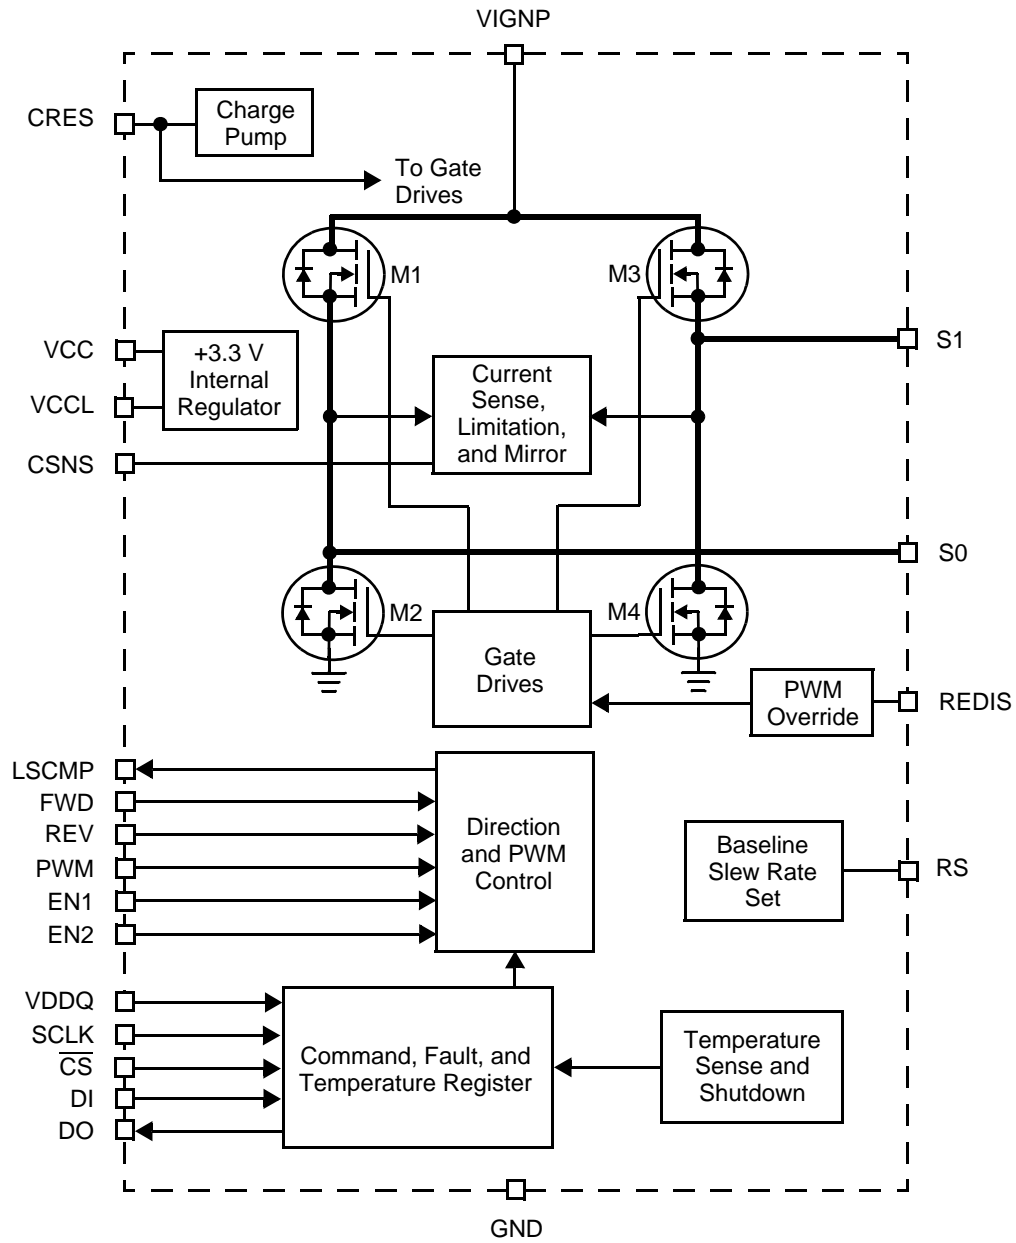 VIGNP
CRES
Charge
Pump
To Gate
Drives
M1
M3
VCC
VCCL
+3.3 V
Internal
Regulator
CSNS
Current
Sense,
Limitation,
and Mirror
S1
S0
M2
M4
Gate
Drives
PWM
Override
REDIS
LSCMP
FWD
REV
PWM
EN1
EN2
Direction
and PWM
Control
Baseline
Slew Rate
Set
RS
VDDQ
SCLK
C̅S̅
DI
DO
Command, Fault, and
Temperature Register
Temperature
Sense and
Shutdown
GND